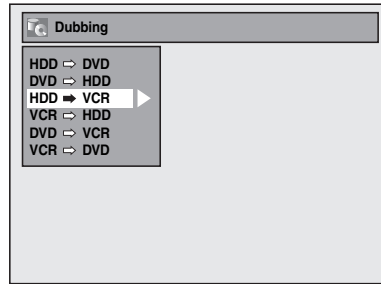 Dubbing
HDD ⇨ DVD
DVD ⇨ HDD
HDD ➡ VCR
VCR ⇨ HDD
DVD ⇨ VCR
VCR ⇨ DVD